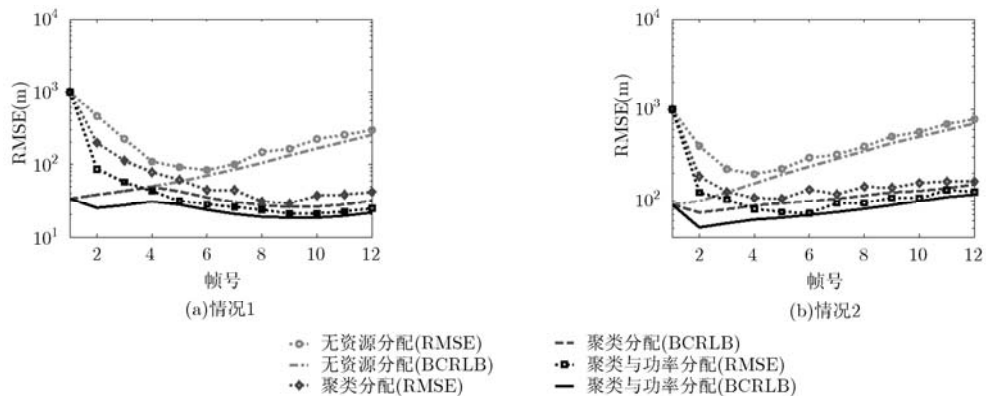 10⁴
10³
10²
10¹
RMSE(m)
2 4 6 8 10 12
帧号
(a)情况1
10⁴
10³
10²
RMSE(m)
2 4 6 8 10 12
帧号
(b)情况2
无资源分配(RMSE)
无资源分配(BCRLB)
聚类分配(RMSE)
聚类分配(BCRLB)
聚类与功率分配(RMSE)
聚类与功率分配(BCRLB)